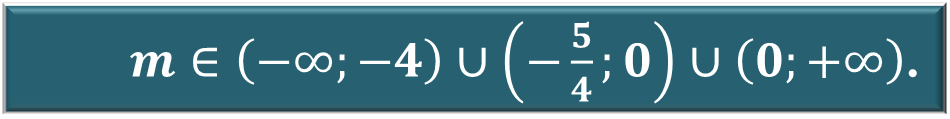 m ∈ (−∞; −4) ∪ (−5/4; 0) ∪ (0; +∞).